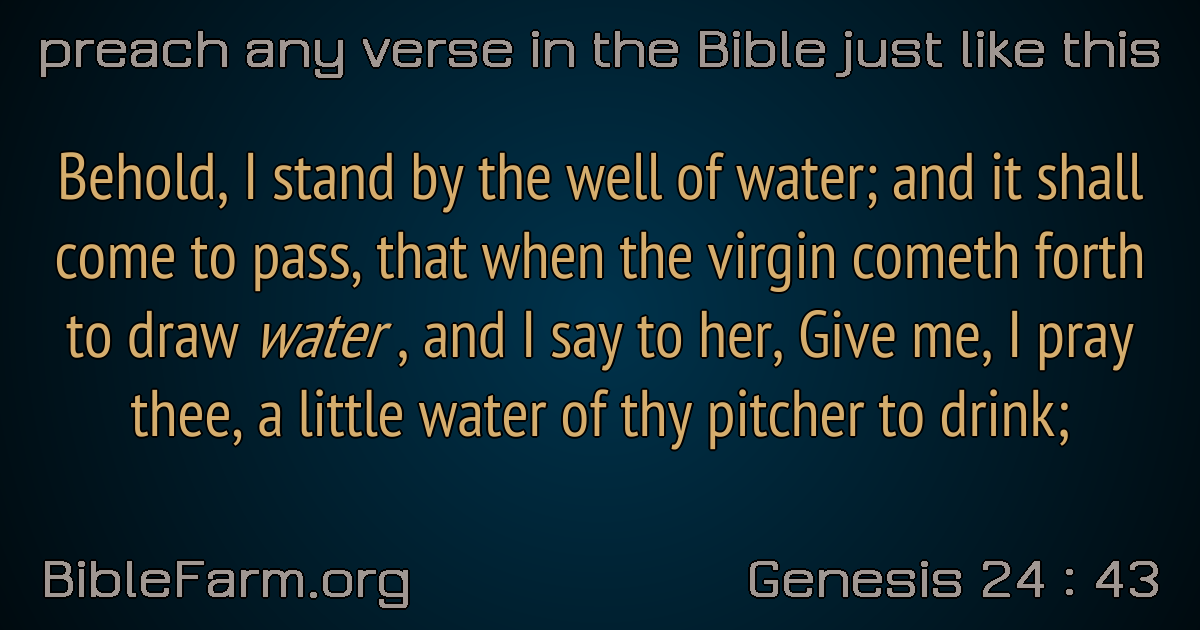 preach any verse in the Bible just like this
Behold, I stand by the well of water; and it shall
come to pass, that when the virgin cometh forth
to draw water , and I say to her, Give me, I pray
thee, a little water of thy pitcher to drink;
BibleFarm.org
Genesis 24 : 43